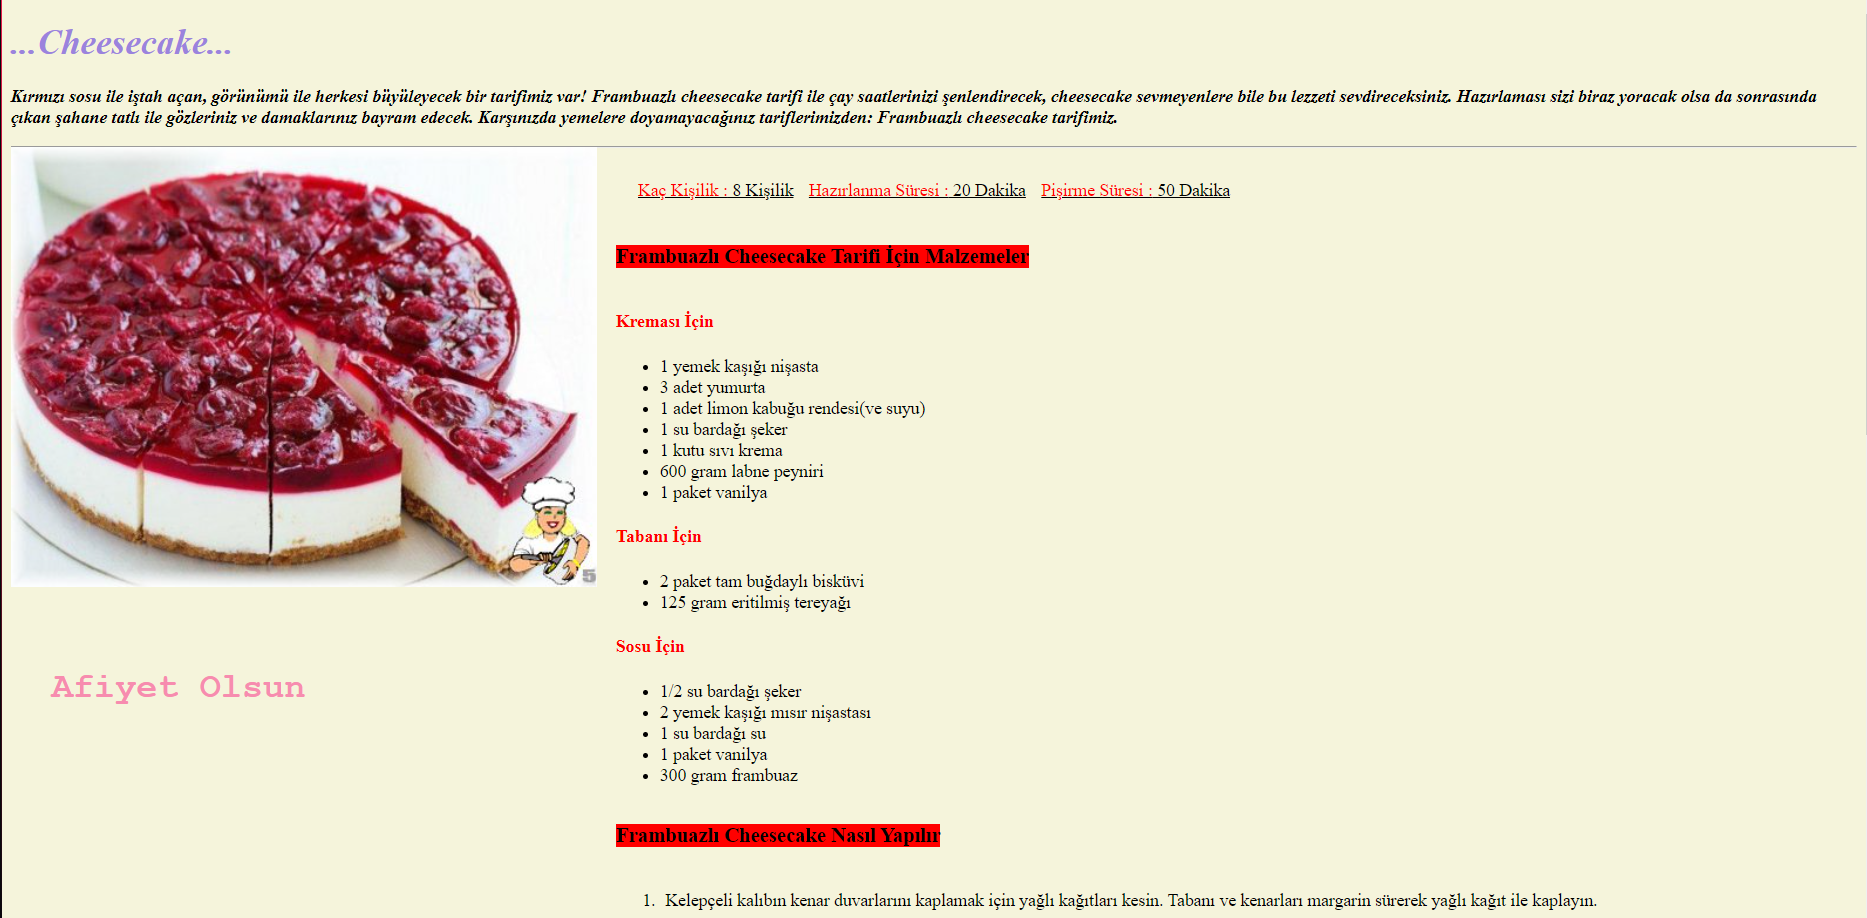 ...Cheesecake...
Kırmızı sosu ile iştah açan, görünümü ile herkesi büyüleyecek bir tarifimiz var! Frambuazlı cheesecake tarifi ile çay saatlerinizi şenlendirecek, cheesecake sevmeyenlere bile bu lezzeti sevdireceksiniz. Hazırlaması sizi biraz yoracak olsa da sonrasında
çıkan şahane tatlı ile gözleriniz ve damaklarınız bayram edecek. Karşınızda yemelere doyamayacağınız tariflerimizden: Frambuazlı cheesecake tarifimiz.
Kaç Kişilik : 8 Kişilik Hazırlanma Süresi : 20 Dakika Pişirme Süresi : 50 Dakika
Frambuazlı Cheesecake Tarifi İçin Malzemeler
Kreması İçin
• 1 yemek kaşığı nişasta
• 3 adet yumurta
• 1 adet limon kabuğu rendesi(ve suyu)
• 1 su bardağı şeker
• 1 kutu sıvı krema
• 600 gram labne peyniri
• 1 paket vanilya
Tabanı İçin
• 2 paket tam buğdaylı bisküvi
• 125 gram eritilmiş tereyağı
Sosu İçin
• 1/2 su bardağı şeker
• 2 yemek kaşığı mısır nişastası
• 1 su bardağı su
• 1 paket vanilya
• 300 gram frambuaz
Frambuazlı Cheesecake Nasıl Yapılır
1. Kelepçeli kalıbın kenar duvarlarını kaplamak için yağlı kağıtları kesin. Tabanı ve kenarları margarin sürerek yağlı kağıt ile kaplayın.
5
Afiyet Olsun